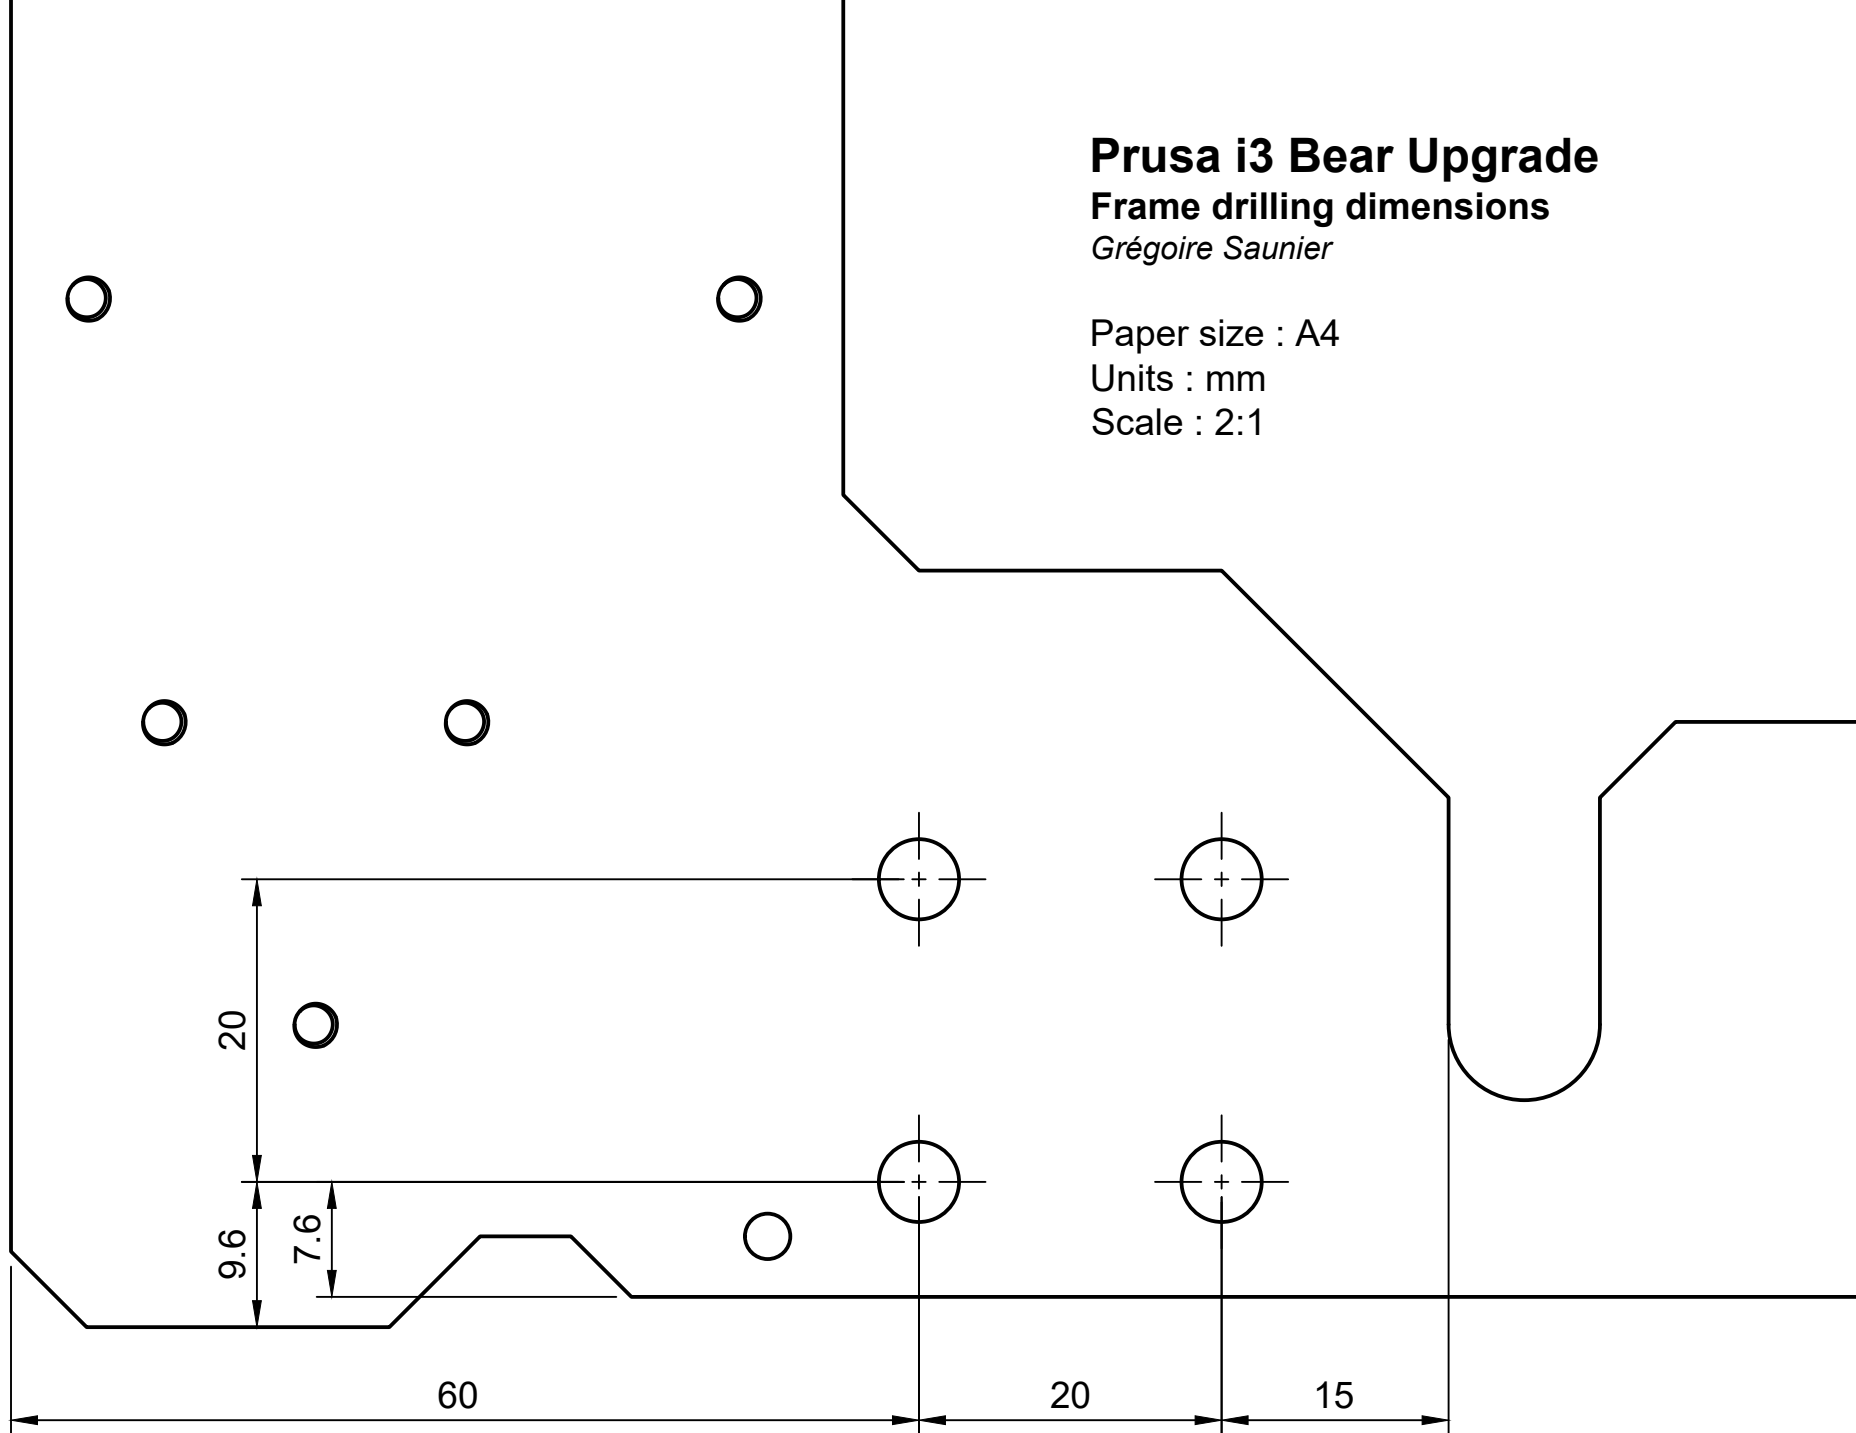 Prusa i3 Bear Upgrade
Frame drilling dimensions
Grégoire Saunier
Paper size : A4
Units : mm
Scale : 2:1
20
9.6
7.6
60
20
15